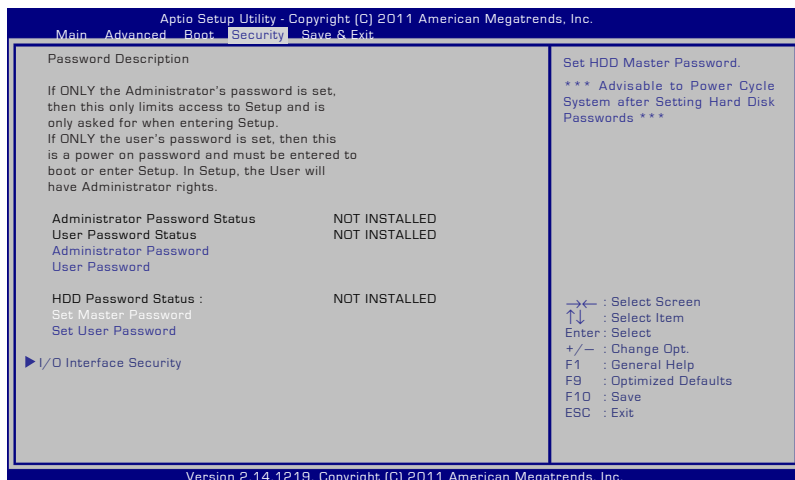 Aptio Setup Utility - Copyright (C) 2011 American Megatrends, Inc.
Main Advanced Boot Security Save & Exit
Password Description
If ONLY the Administrator's password is set,
then this only limits access to Setup and is
only asked for when entering Setup.
If ONLY the user's password is set, then this
is a power on password and must be entered to
boot or enter Setup. In Setup, the User will
have Administrator rights.
Administrator Password Status NOT INSTALLED
User Password Status NOT INSTALLED
Administrator Password
User Password
HDD Password Status : NOT INSTALLED
Set Master Password
Set User Password
▶ I/O Interface Security
Set HDD Master Password.
*** Advisable to Power Cycle
System after Setting Hard Disk
Passwords ***
→← : Select Screen
↑↓ : Select Item
Enter : Select
+/— : Change Opt.
F1 : General Help
F9 : Optimized Defaults
F10 : Save
ESC : Exit
Version 2.14.1219. Copyright (C) 2011 American Megatrends, Inc.